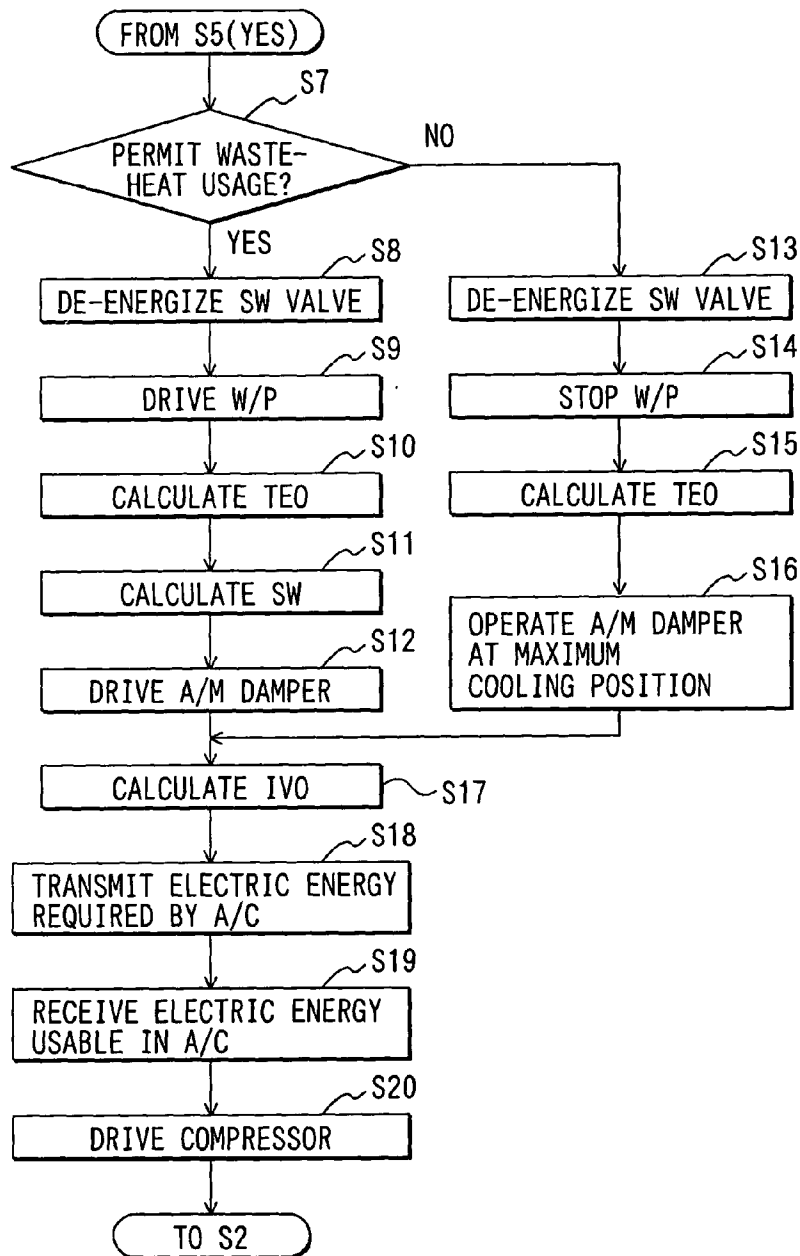 FROM S5(YES)
S7
PERMIT WASTE-
HEAT USAGE?
NO
YES
S8
DE-ENERGIZE SW VALVE
S9
DRIVE W/P
S10
CALCULATE TEO
S11
CALCULATE SW
S12
DRIVE A/M DAMPER
S13
DE-ENERGIZE SW VALVE
S14
STOP W/P
S15
CALCULATE TEO
S16
OPERATE A/M DAMPER
AT MAXIMUM
COOLING POSITION
CALCULATE IVO
S17
S18
TRANSMIT ELECTRIC ENERGY
REQUIRED BY A/C
S19
RECEIVE ELECTRIC ENERGY
USABLE IN A/C
S20
DRIVE COMPRESSOR
TO S2